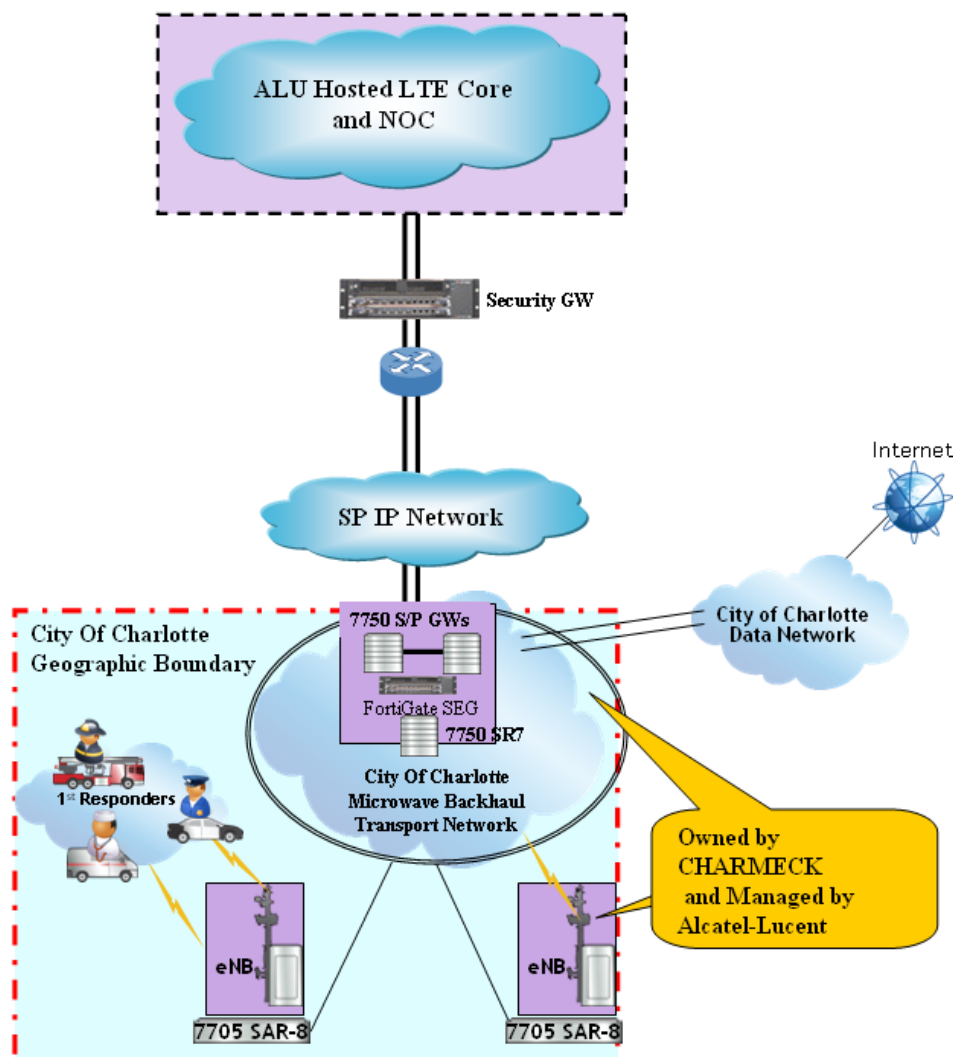 ALU Hosted LTE Core
and NOC
Security GW
Internet
SP IP Network
7750 S/P GWs
City Of Charlotte
Geographic Boundary
City of Charlotte
Data Network
FortiGate SEG
7750 SR7
1st Responders
City Of Charlotte
Microwave Backhaul
Transport Network
Owned by
CHARMECK
and Managed by
Alcatel-Lucent
eNB
eNB
7705 SAR-8
7705 SAR-8